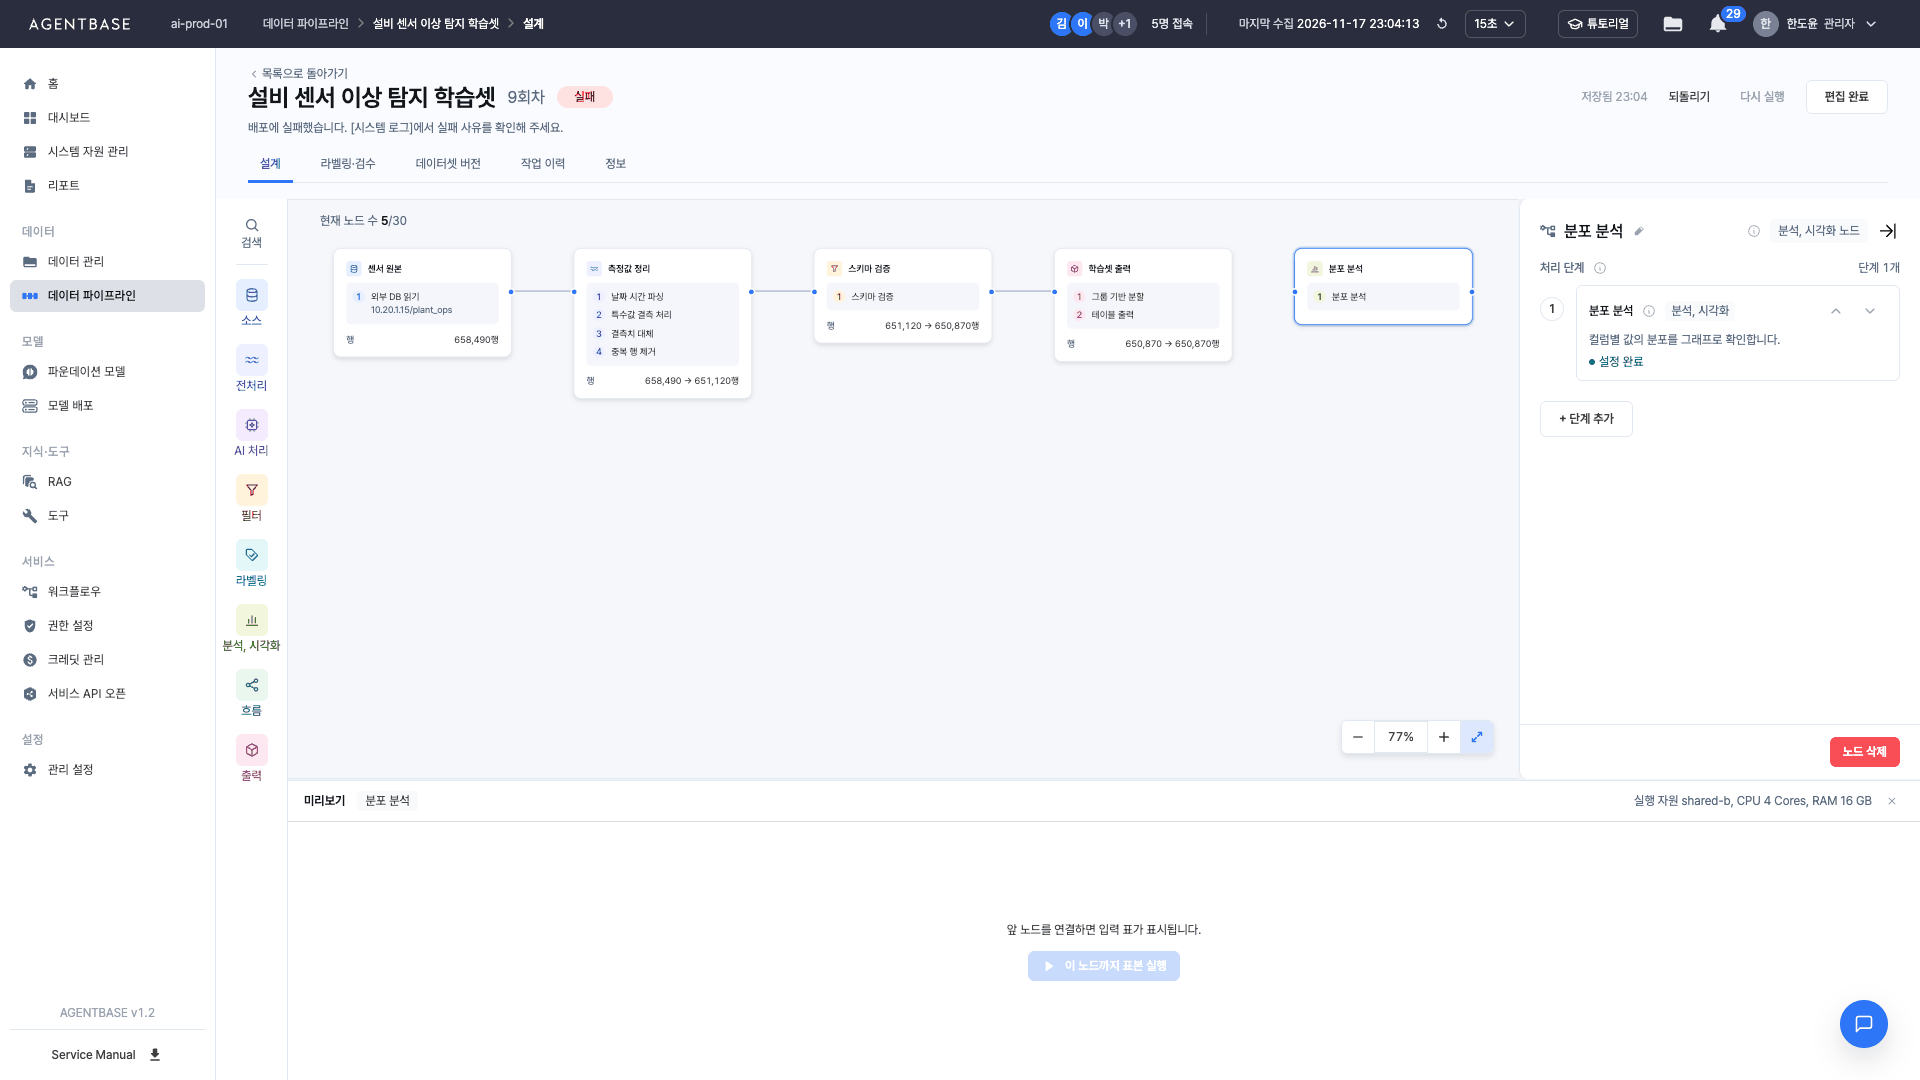 AGENTBASE
ai-prod-01
데이터 파이프라인 > 설비 센서 이상 탐지 학습셋 > 설계
김 이 박 +1 5명 접속
마지막 수집 2026-11-17 23:04:13
15초
튜토리얼
29
한 한도윤 관리자
홈
대시보드
시스템 자원 관리
리포트
데이터
데이터 관리
데이터 파이프라인
모델
파운데이션 모델
모델 배포
지식·도구
RAG
도구
서비스
워크플로우
권한 설정
크레딧 관리
서비스 API 오픈
설정
관리 설정
AGENTBASE v1.2
Service Manual
목록으로 돌아가기
설비 센서 이상 탐지 학습셋 9회차 실패
배포에 실패했습니다. [시스템 로그]에서 실패 사유를 확인해 주세요.
저장됨 23:04 되돌리기 다시 실행 편집 완료
설계 라벨링·검수 데이터셋 버전 작업 이력 정보
검색
소스
전처리
AI 처리
필터
라벨링
분석, 시각화
흐름
출력
현재 노드 수 5/30
센서 원본
1 외부 DB 읽기
10.20.1.15/plant_ops
행 658,490행
측정값 정리
1 날짜 시간 파싱
2 특수값 결측 처리
3 결측치 대체
4 중복 행 제거
행 658,490 → 651,120행
스키마 검증
1 스키마 검증
행 651,120 → 650,870행
학습셋 출력
1 그룹 기반 분할
2 테이블 출력
행 650,870 → 650,870행
분포 분석
1 분포 분석
77%
분포 분석
분석, 시각화 노드
처리 단계
단계 1개
1
분포 분석 분석, 시각화
컬럼별 값의 분포를 그래프로 확인합니다.
설정 완료
+ 단계 추가
노드 삭제
미리보기 분포 분석
실행 자원 shared-b, CPU 4 Cores, RAM 16 GB
앞 노드를 연결하면 입력 표가 표시됩니다.
이 노드까지 표본 실행